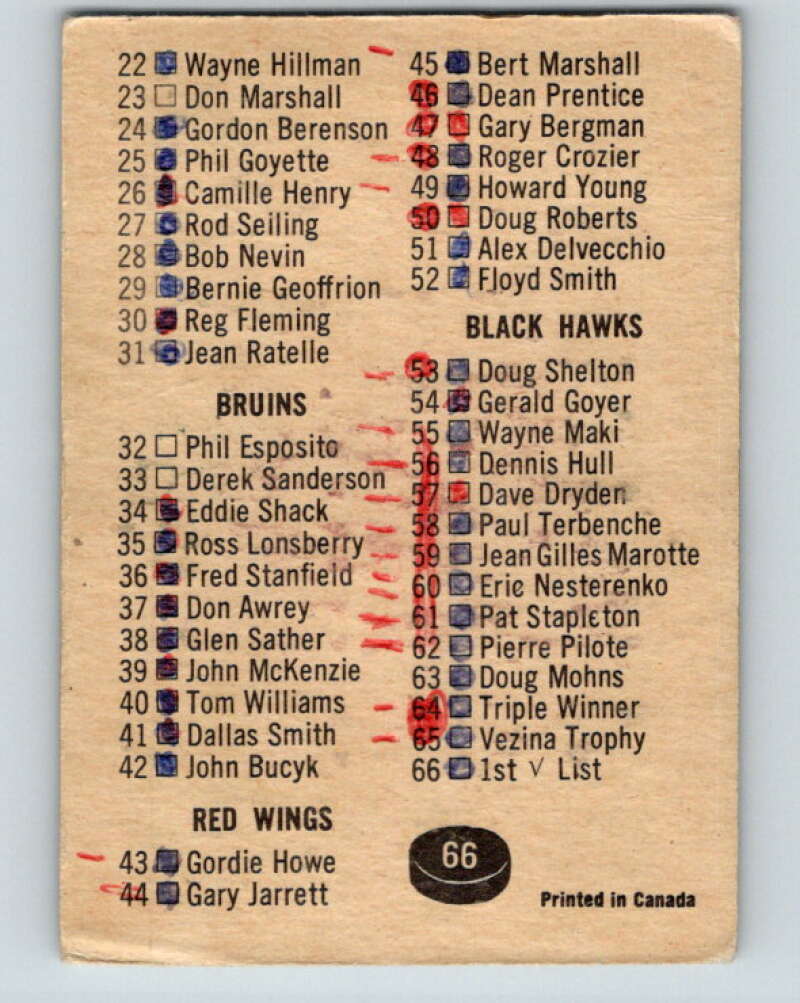 22 Wayne Hillman
23 Don Marshall
24 Gordon Berenson
25 Phil Goyette
26 Camille Henry
27 Rod Seiling
28 Bob Nevin
29 Bernie Geoffrion
30 Reg Fleming
31 Jean Ratelle
BRUINS
32 Phil Esposito
33 Derek Sanderson
34 Eddie Shack
35 Ross Lonsberry
36 Fred Stanfield
37 Don Awrey
38 Glen Sather
39 John McKenzie
40 Tom Williams
41 Dallas Smith
42 John Bucyk
RED WINGS
43 Gordie Howe
44 Gary Jarrett
45 Bert Marshall
46 Dean Prentice
47 Gary Bergman
48 Roger Crozier
49 Howard Young
50 Doug Roberts
51 Alex Delvecchio
52 Floyd Smith
BLACK HAWKS
53 Doug Shelton
54 Gerald Goyer
55 Wayne Maki
56 Dennis Hull
57 Dave Dryden
58 Paul Terbenche
59 Jean Gilles Marotte
60 Eric Nesterenko
61 Pat Stapleton
62 Pierre Pilote
63 Doug Mohns
64 Triple Winner
65 Vezina Trophy
66 1st √ List
66
Printed in Canada